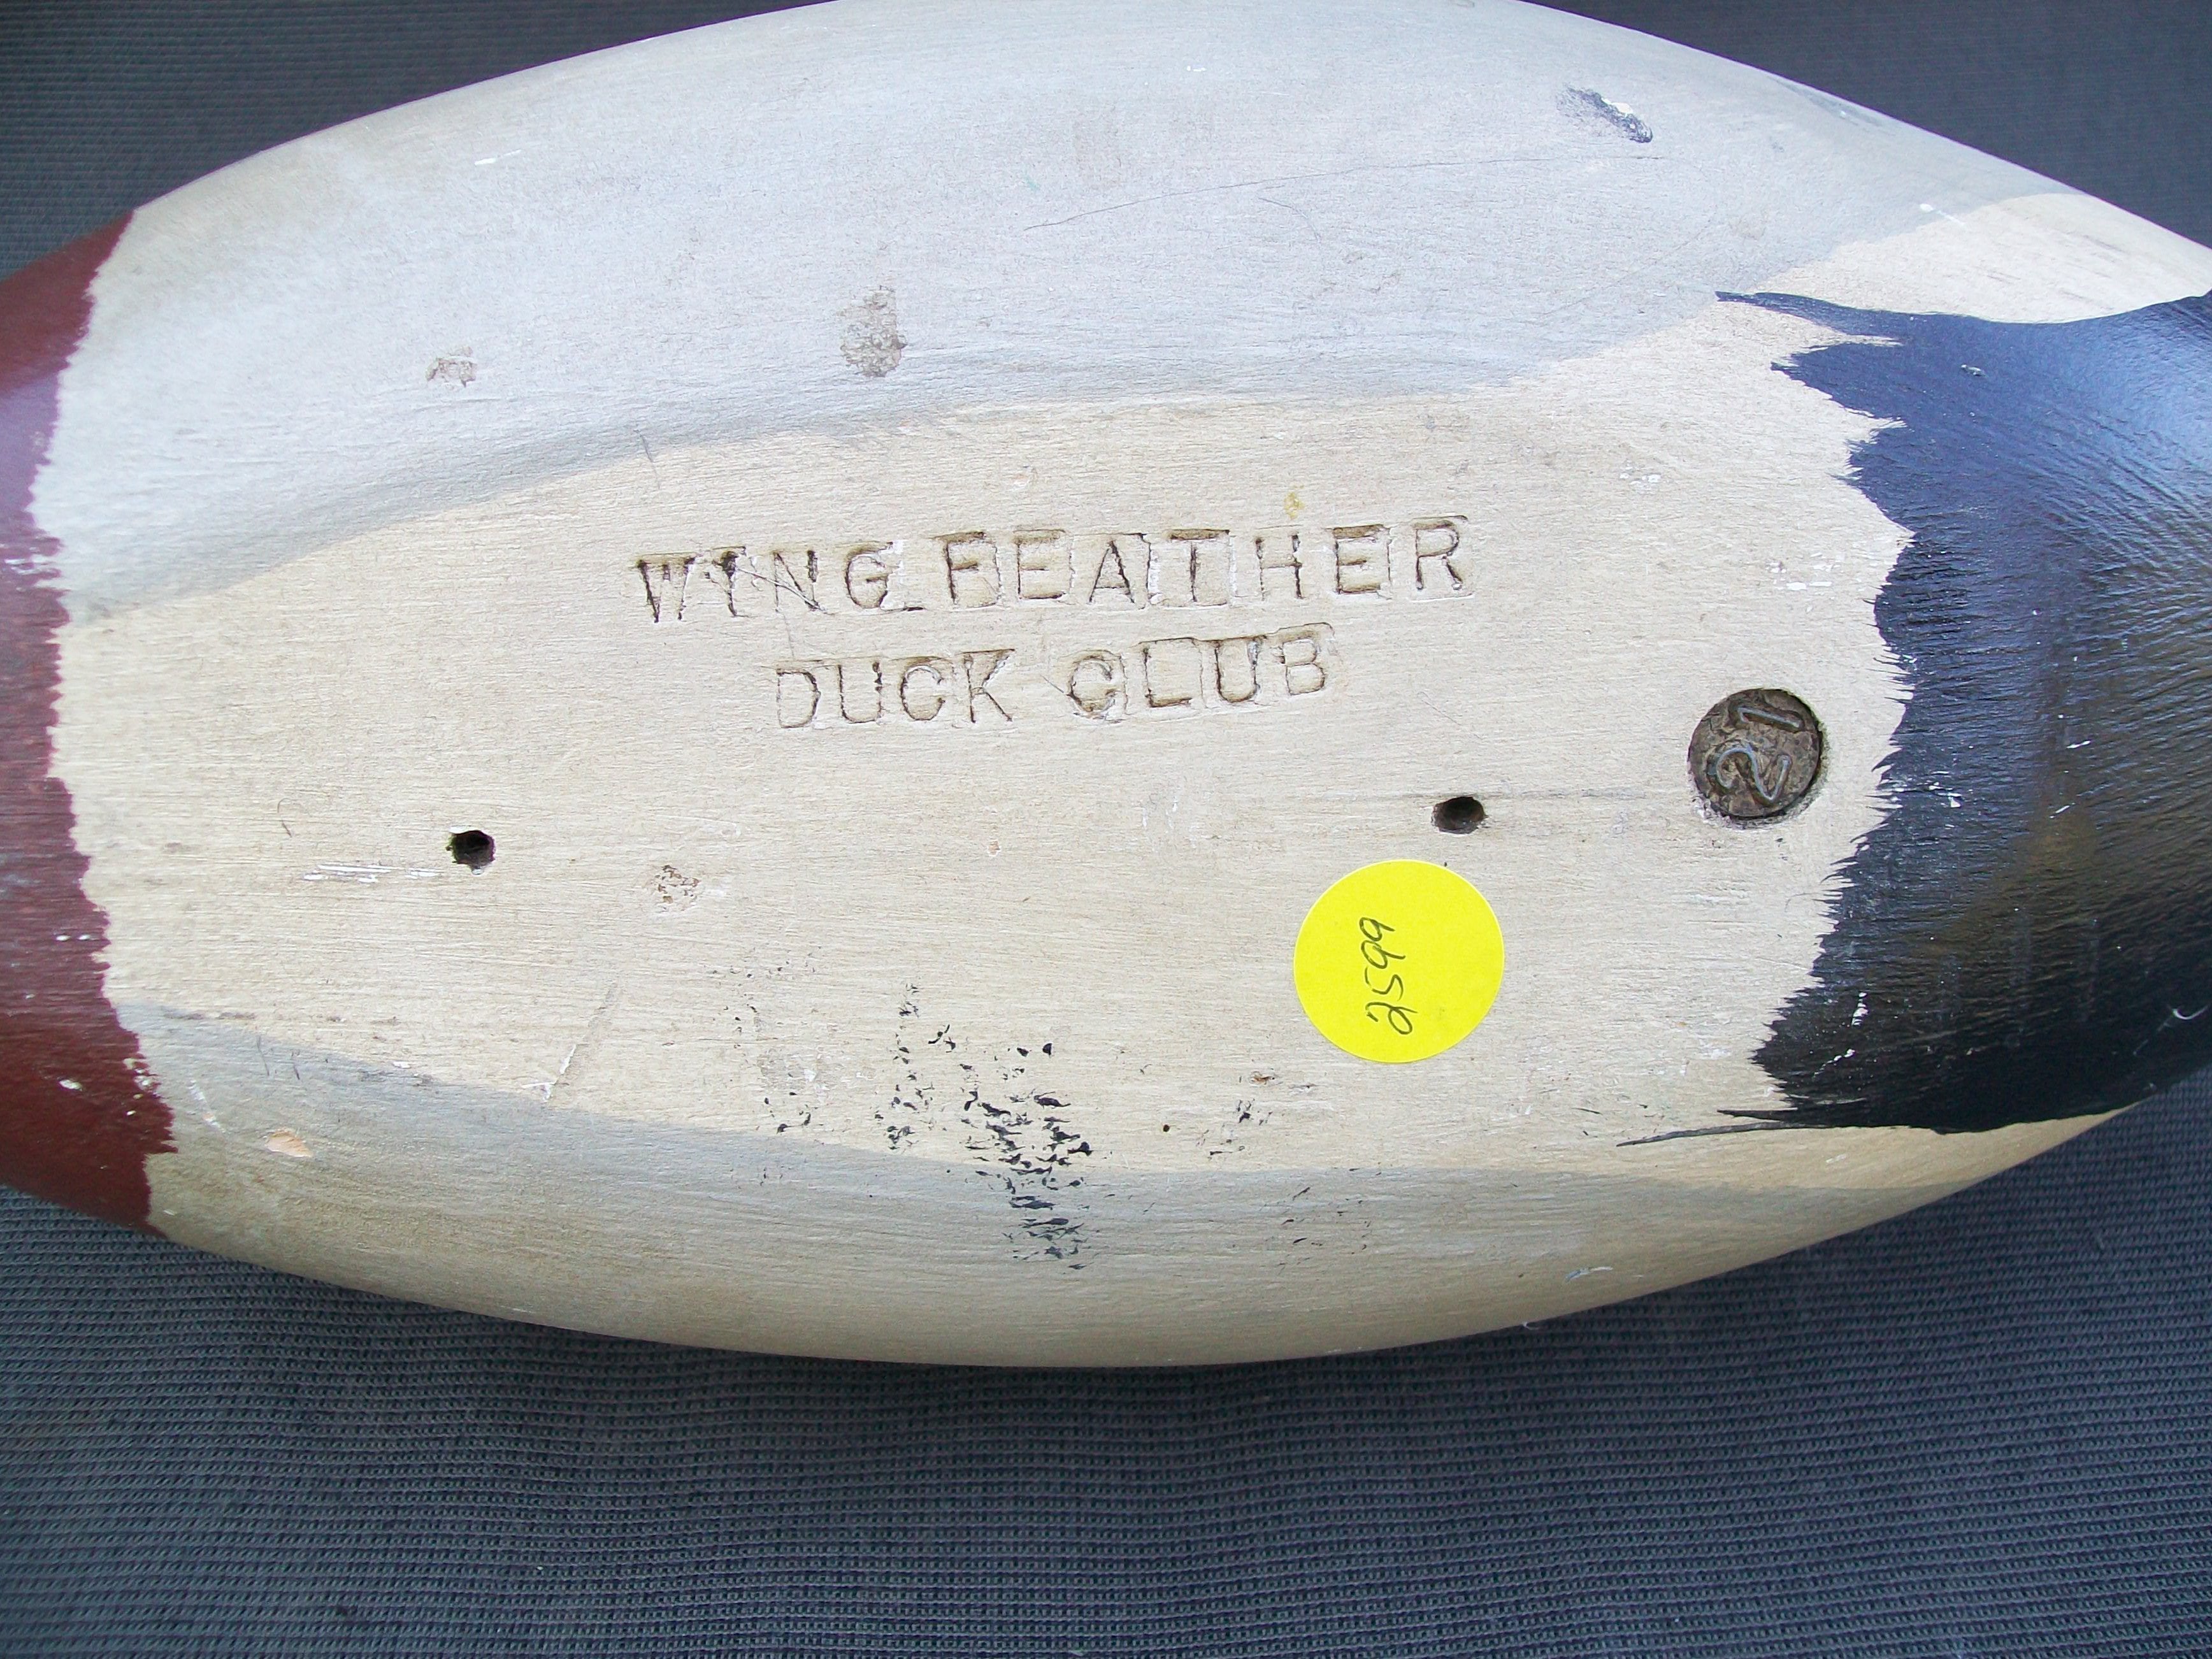 WING FEATHER
DUCK CLUB
21
2599